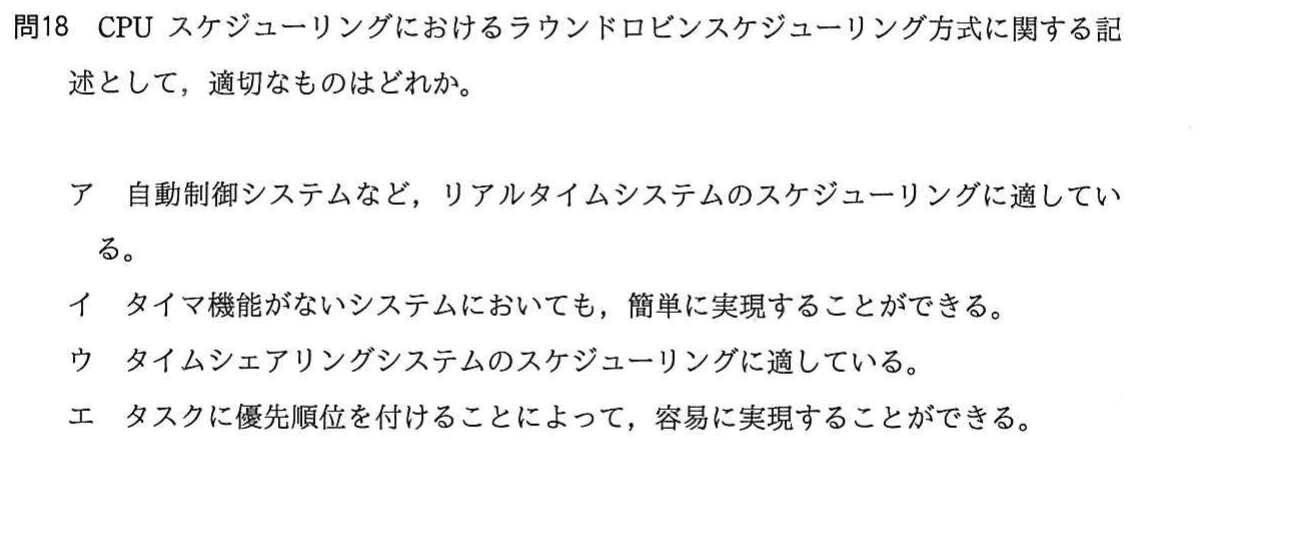 問18 CPU スケジューリングにおけるラウンドロビンスケジューリング方式に関する記
述として，適切なものはどれか。
ア 自動制御システムなど，リアルタイムシステムのスケジューリングに適してい
る。
イ タイマ機能がないシステムにおいても，簡単に実現することができる。
ウ タイムシェアリングシステムのスケジューリングに適している。
エ タスクに優先順位を付けることによって，容易に実現することができる。